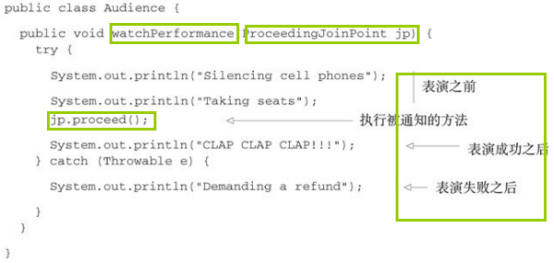 public class Audience {
public void watchPerformance(ProceedingJoinPoint jp) {
try {
System.out.println("Silencing cell phones");
表演之前
System.out.println("Taking seats");
jp.proceed();
执行被通知的方法
System.out.println("CLAP CLAP CLAP!!!");
表演成功之后
} catch (Throwable e) {
System.out.println("Demanding a refund");
表演失败之后
}
}
}